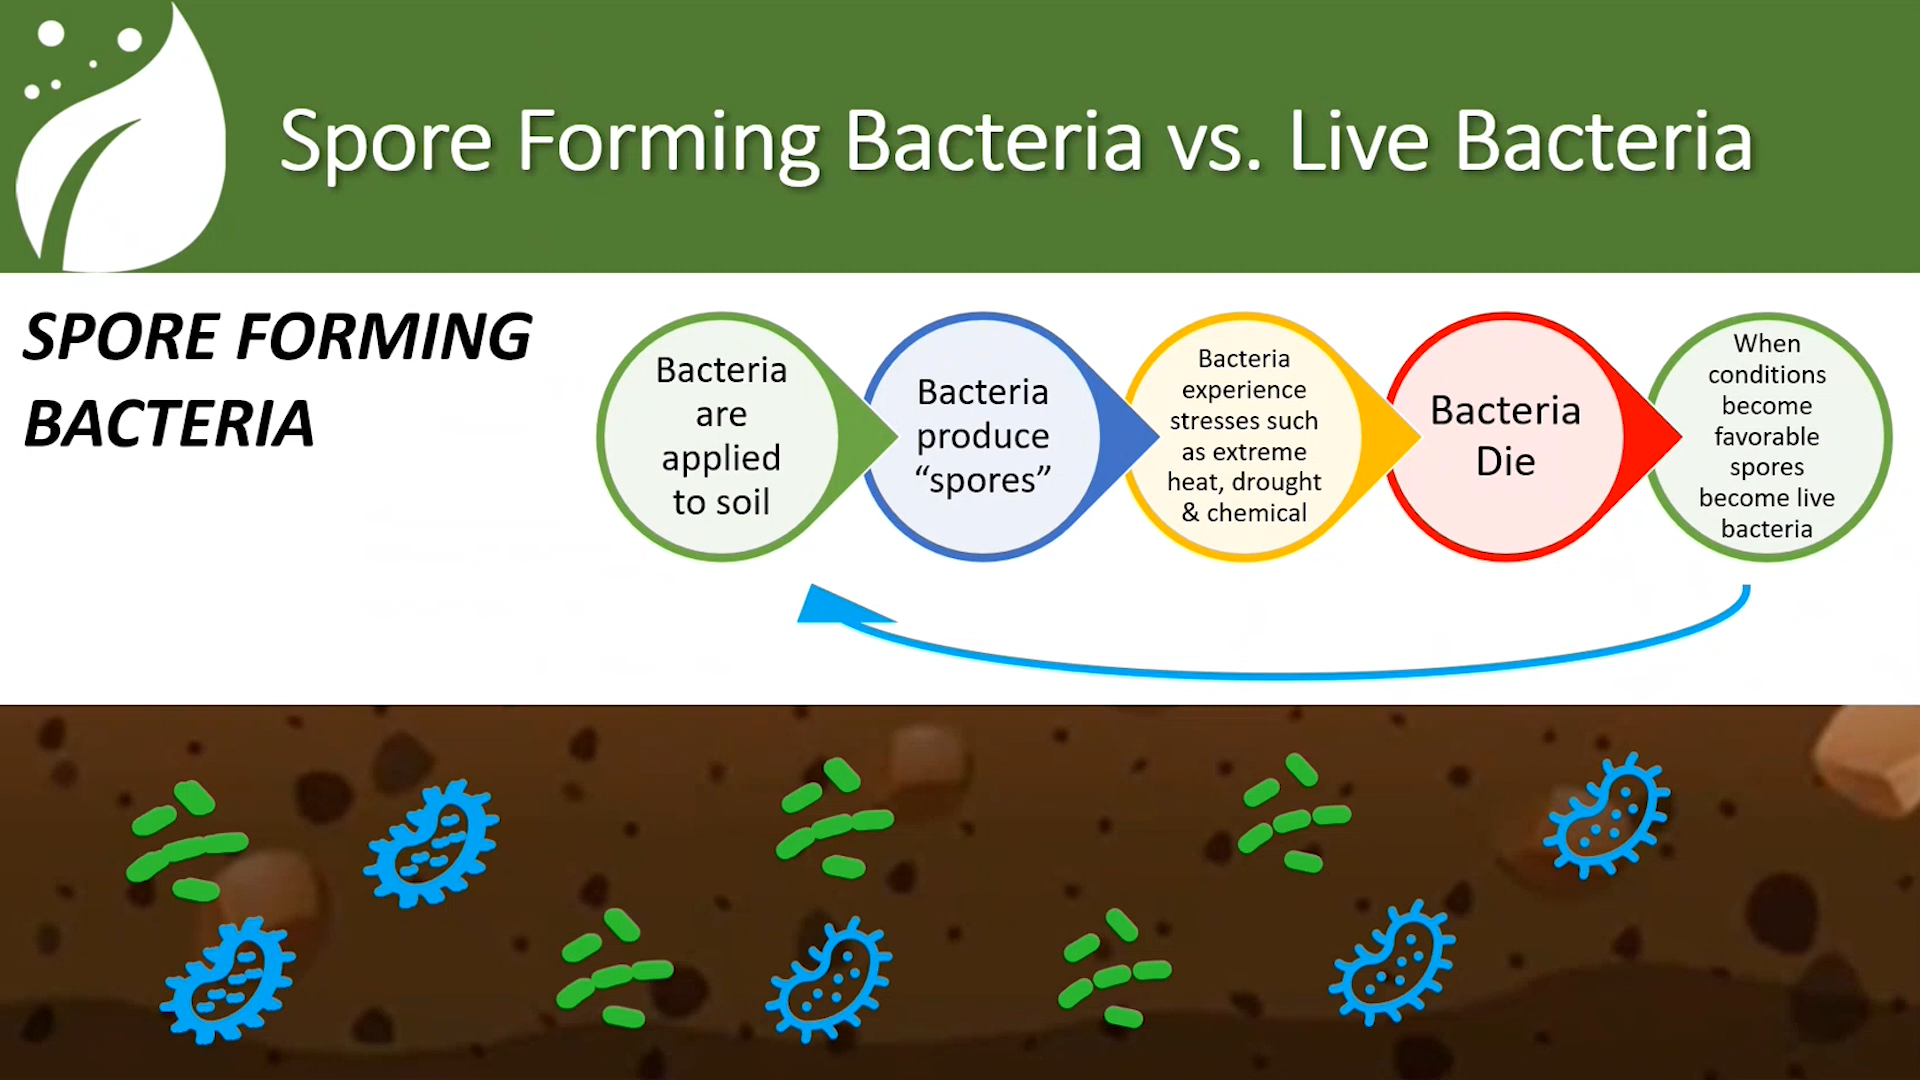 Spore Forming Bacteria vs. Live Bacteria
SPORE FORMING
BACTERIA
Bacteria
are
applied
to soil
Bacteria
produce
“spores”
Bacteria
experience
stresses such
as extreme
heat, drought
& chemical
Bacteria
Die
When
conditions
become
favorable
spores
become live
bacteria